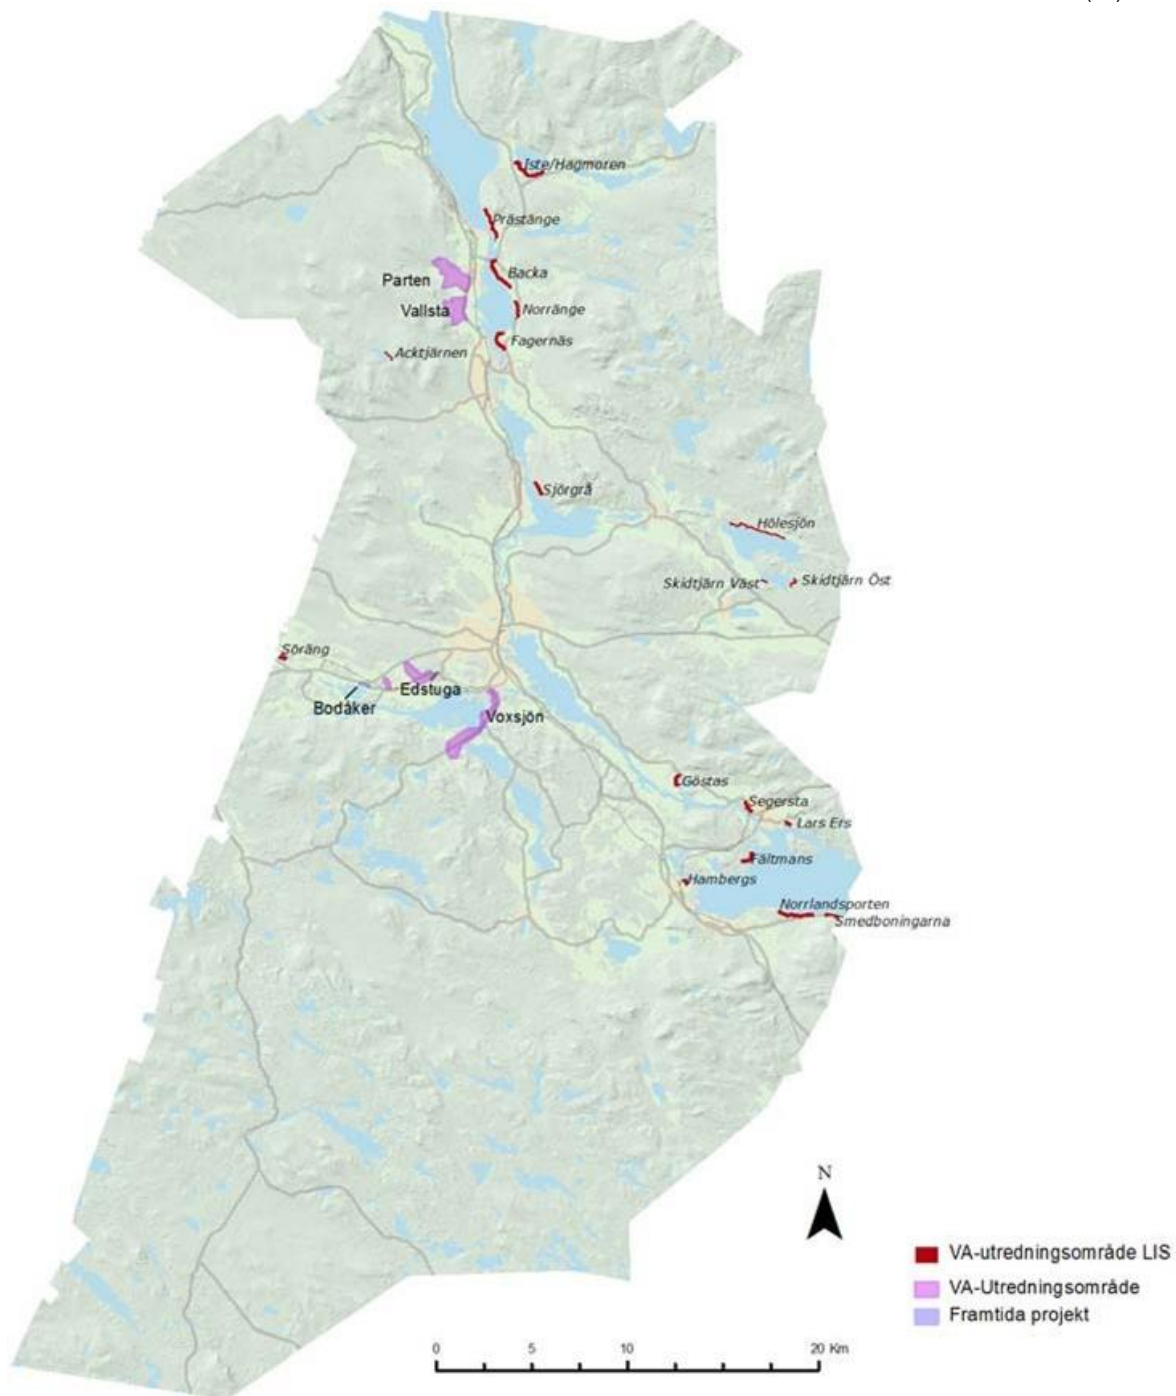 Iste/Hagmoren
Prästänge
Backa
Parten
Vallsta
Norränge
Fagernäs
Acktjärnen
Sjörgrå
Hölesjön
Skidtjärn Väst
Skidtjärn Öst
Söräng
Edstuga
Bodåker
Voxsjön
Göstas
Segersta
Lars Ers
Fältmans
Hambergs
Norrlandsporten
Smedboningarna
N
VA-utredningsområde LIS
VA-Utredningsområde
Framtida projekt
0 5 10 20 Km